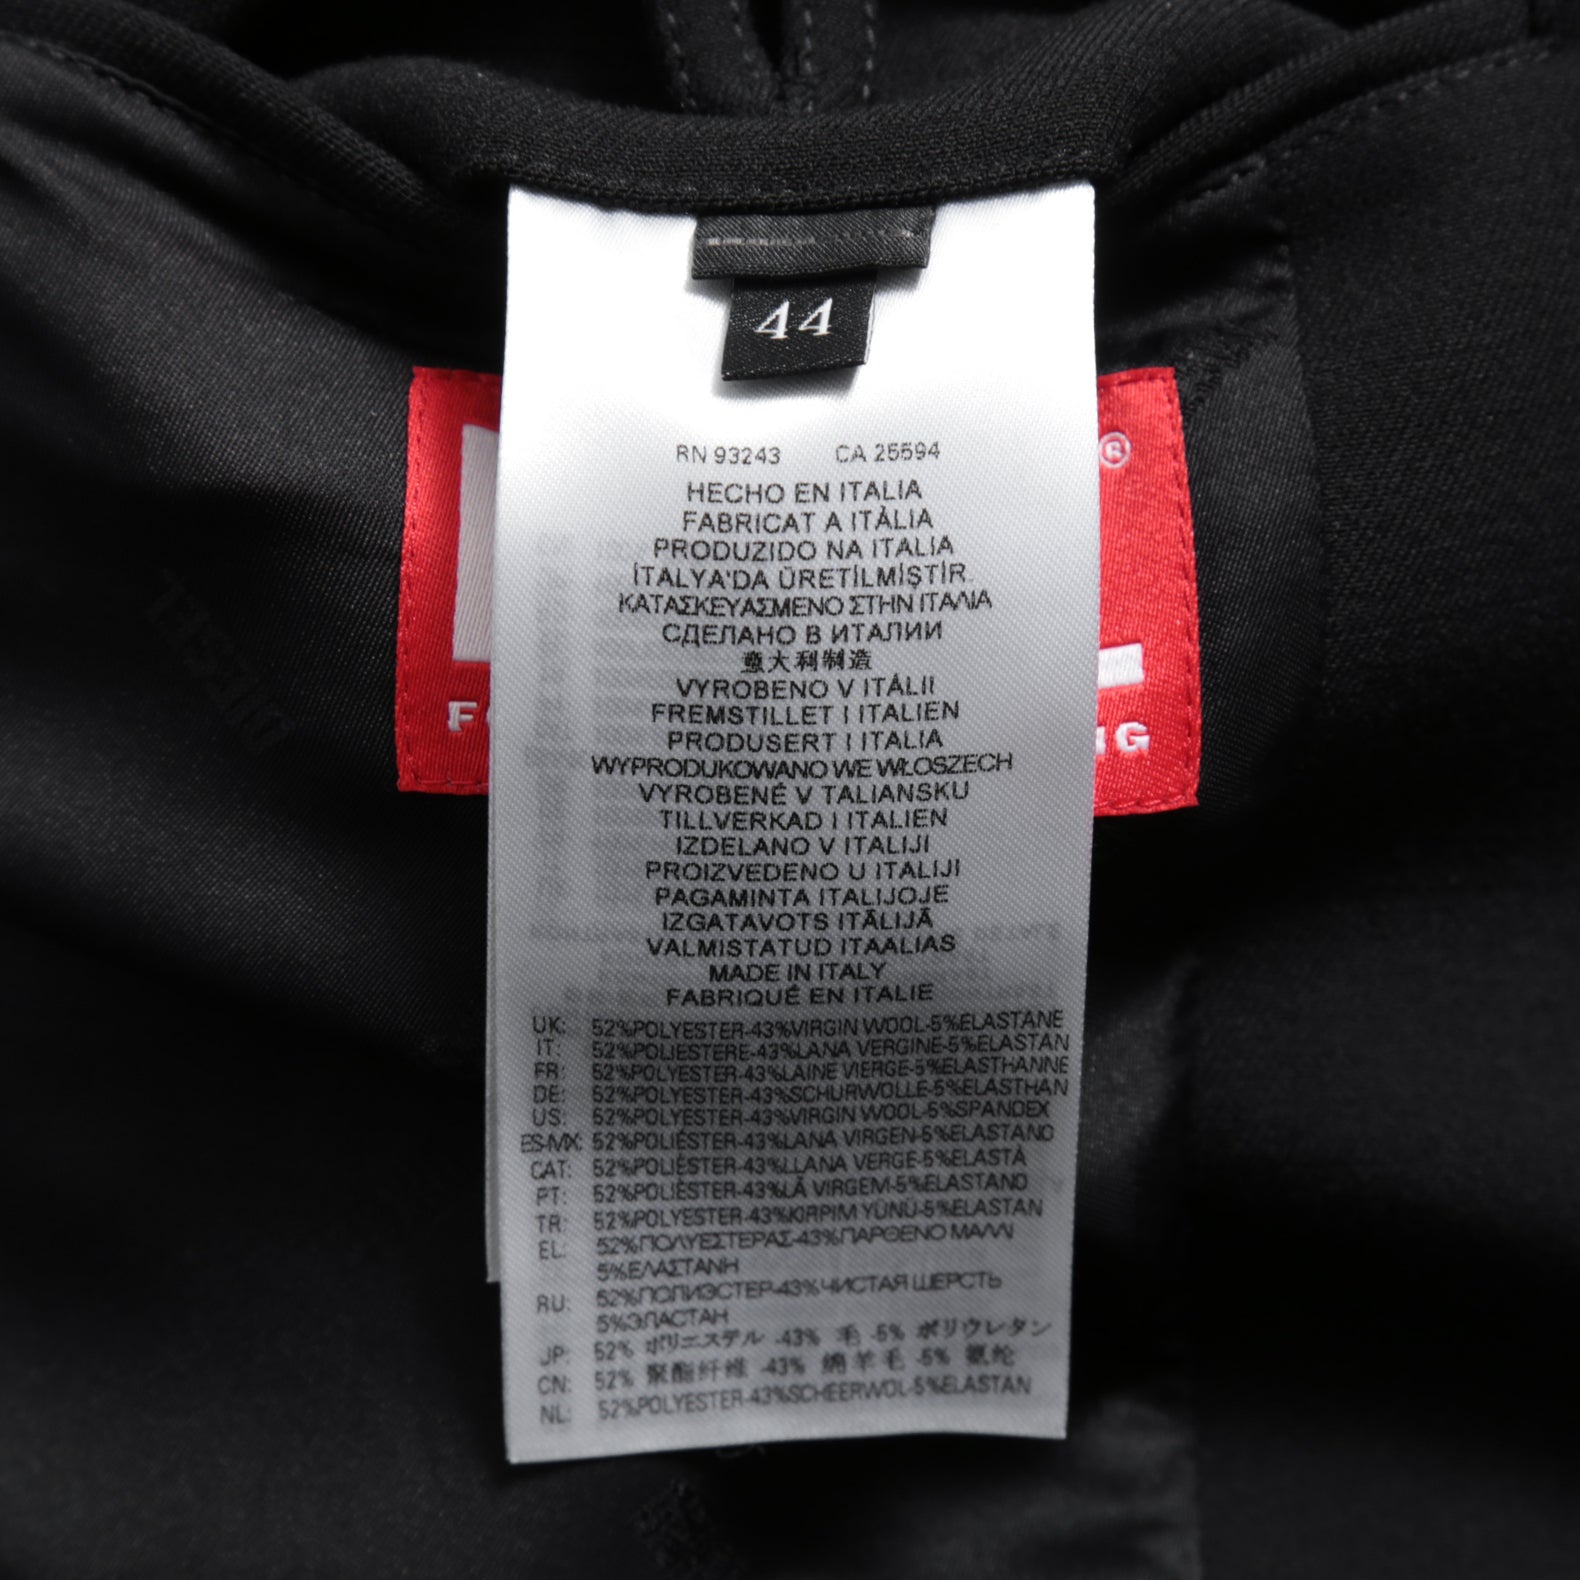 44
®
RN 93243 CA 25594
HECHO EN ITALIA
FABRICAT A ITÀLIA
PRODUZIDO NA ITALIA
İTALYA'DA ÜRETİLMİŞTİR.
ΚΑΤΑΣΚΕΥΑΣΜΕΝΟ ΣΤΗΝ ΙΤΑΛΙΑ
СДЕЛАНО В ИТАЛИИ
意大利制造
VYROBENO V ITÁLII
FREMSTILLET I ITALIEN
PRODUSERT I ITALIA
WYPRODUKOWANO WE WŁOSZECH
VYROBENÉ V TALIANSKU
TILLVERKAD I ITALIEN
IZDELANO V ITALIJI
PROIZVEDENO U ITALIJI
PAGAMINTA ITALIJOJE
IZGATAVOTS ITĀLIJĀ
VALMISTATUD ITAALIAS
MADE IN ITALY
FABRIQUÉ EN ITALIE
UK: 52%POLYESTER-43%VIRGIN WOOL-5%ELASTANE
IT: 52%POLIESTERE-43%LANA VERGINE-5%ELASTAN
FR: 52%POLYESTER-43%LAINE VIERGE-5%ELASTHANNE
DE: 52%POLYESTER-43%SCHURWOLLE-5%ELASTHAN
US: 52%POLYESTER-43%VIRGIN WOOL-5%SPANDEX
ES-MX: 52%POLIÉSTER-43%LANA VIRGEN-5%ELASTANO
CAT: 52%POLIÈSTER-43%LLANA VERGE-5%ELASTÀ
PT: 52%POLIÉSTER-43%LÃ VIRGEM-5%ELASTANO
TR: 52%POLYESTER-43%KIRPIM YÜNÜ-5%ELASTAN
EL: 52%ΠΟΛΥΕΣΤΕΡΑΣ-43%ΠΑΡΘΕΝΟ ΜΑΛΛΙ
5%ΕΛΑΣΤΑΝΗ
RU: 52%ПОЛИЭСТЕР-43%ЧИСТАЯ ШЕРСТЬ
5%ЭЛАСТАН
JP: 52% ポリエステル -43% 毛 -5% ポリウレタン
CN: 52% 聚酯纤维 -43% 绵羊毛 -5% 氨纶
NL: 52%POLYESTER-43%SCHEERWOL-5%ELASTAN
DIESEL